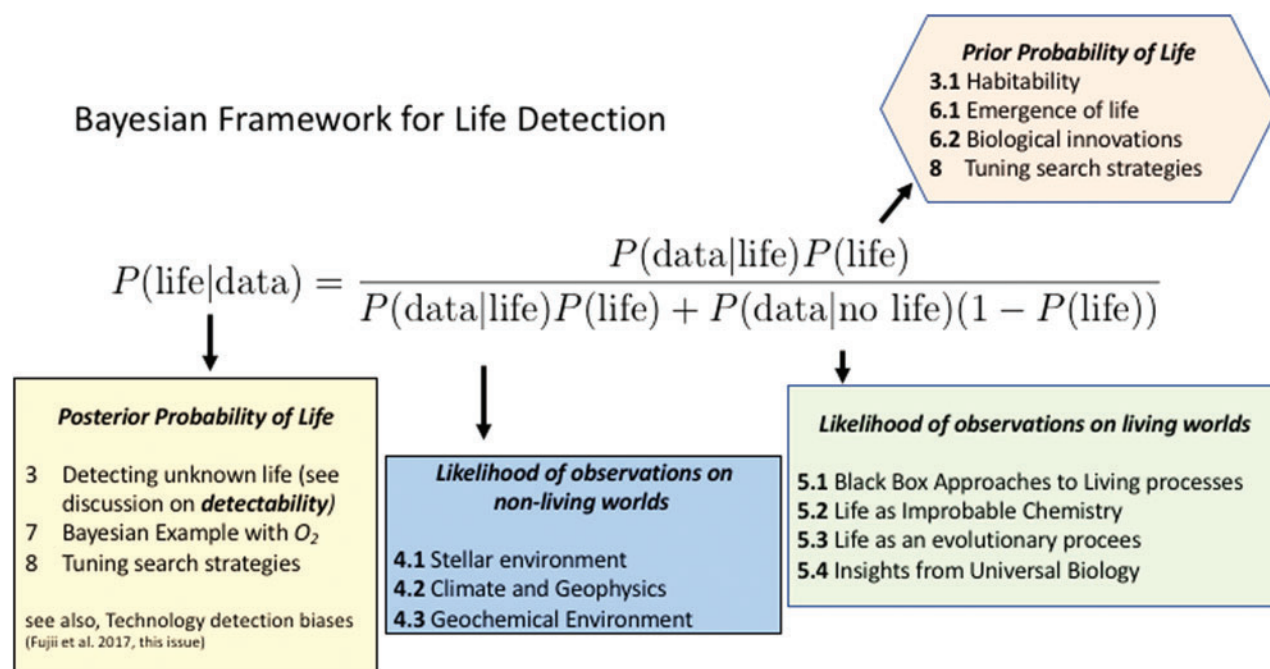 Bayesian Framework for Life Detection
Prior Probability of Life
3.1 Habitability
6.1 Emergence of life
6.2 Biological innovations
8 Tuning search strategies
P(life|data) = P(data|life)P(life) / P(data|life)P(life) + P(data|no life)(1 − P(life))
Posterior Probability of Life
3 Detecting unknown life (see
discussion on detectability)
7 Bayesian Example with O₂
8 Tuning search strategies
see also, Technology detection biases
(Fujii et al. 2017, this issue)
Likelihood of observations on
non-living worlds
4.1 Stellar environment
4.2 Climate and Geophysics
4.3 Geochemical Environment
Likelihood of observations on living worlds
5.1 Black Box Approaches to Living processes
5.2 Life as Improbable Chemistry
5.3 Life as an evolutionary procees
5.4 Insights from Universal Biology